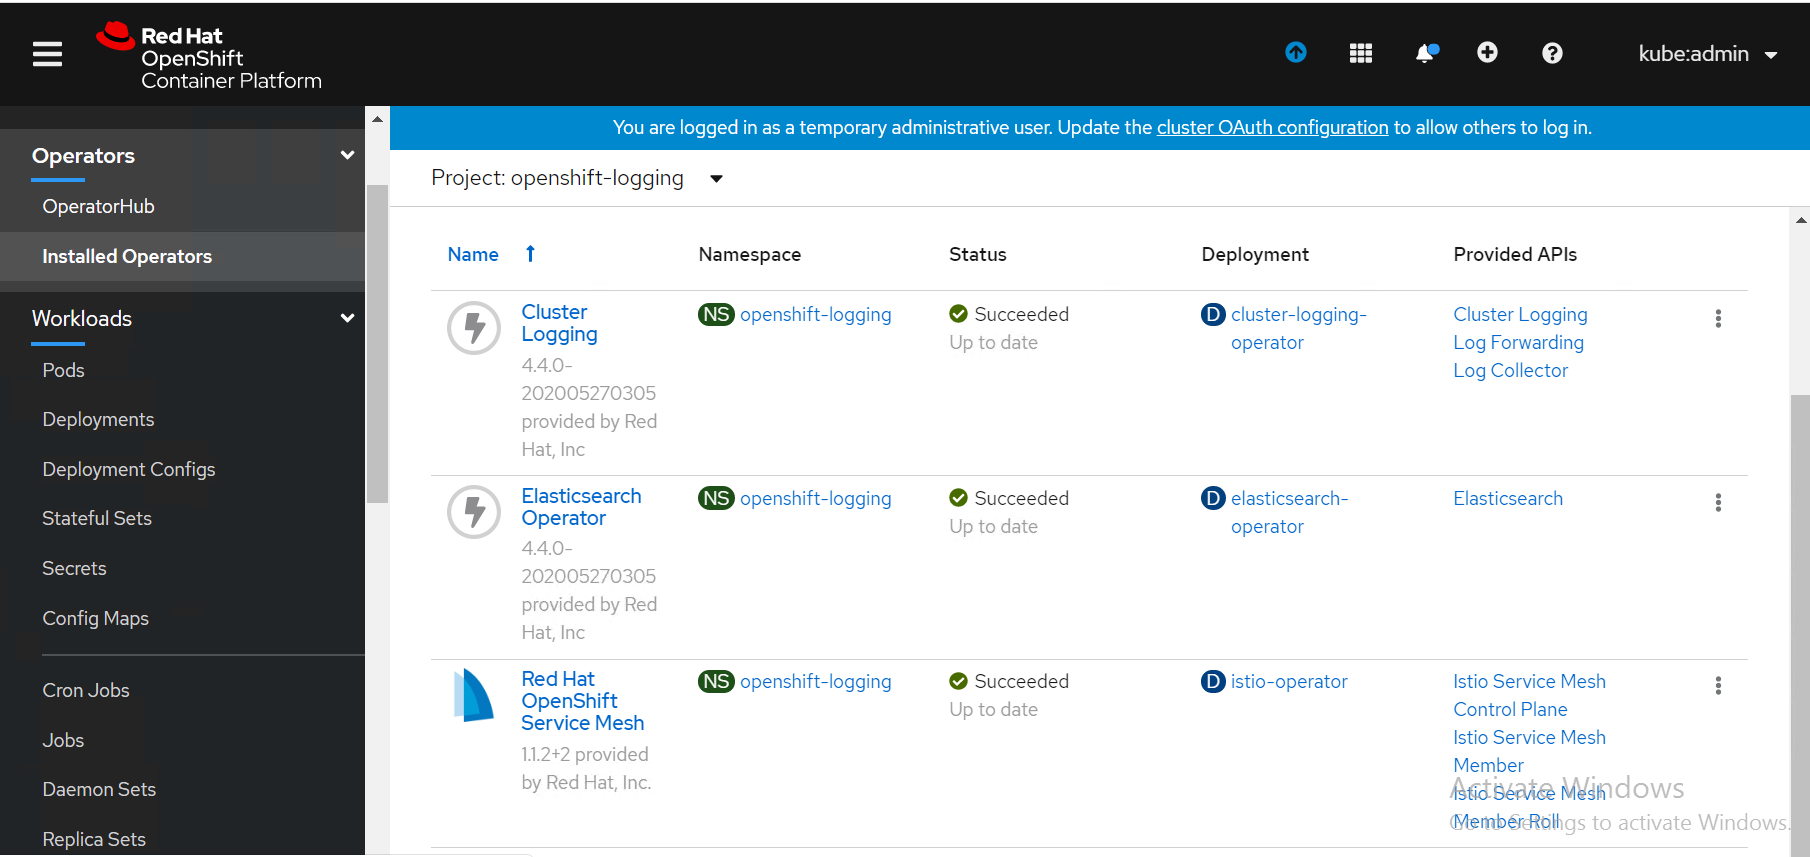 Red Hat
OpenShift
Container Platform
kube:admin
You are logged in as a temporary administrative user. Update the cluster OAuth configuration to allow others to log in.
Operators
OperatorHub
Installed Operators
Workloads
Pods
Deployments
Deployment Configs
Stateful Sets
Secrets
Config Maps
Cron Jobs
Jobs
Daemon Sets
Replica Sets
Project: openshift-logging
Name Namespace Status Deployment Provided APIs
Cluster
Logging
4.4.0-
202005270305
provided by Red
Hat, Inc
NS openshift-logging
Succeeded
Up to date
D cluster-logging-
operator
Cluster Logging
Log Forwarding
Log Collector
Elasticsearch
Operator
4.4.0-
202005270305
provided by Red
Hat, Inc
NS openshift-logging
Succeeded
Up to date
D elasticsearch-
operator
Elasticsearch
Red Hat
OpenShift
Service Mesh
1.1.2+2 provided
by Red Hat, Inc.
NS openshift-logging
Succeeded
Up to date
D istio-operator
Istio Service Mesh
Control Plane
Istio Service Mesh
Member
Istio Service Mesh
Member Roll
Activate Windows
Go to Settings to activate Windows.